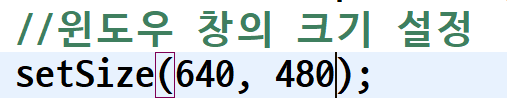 //윈도우 창의 크기 설정
setSize(640, 480);